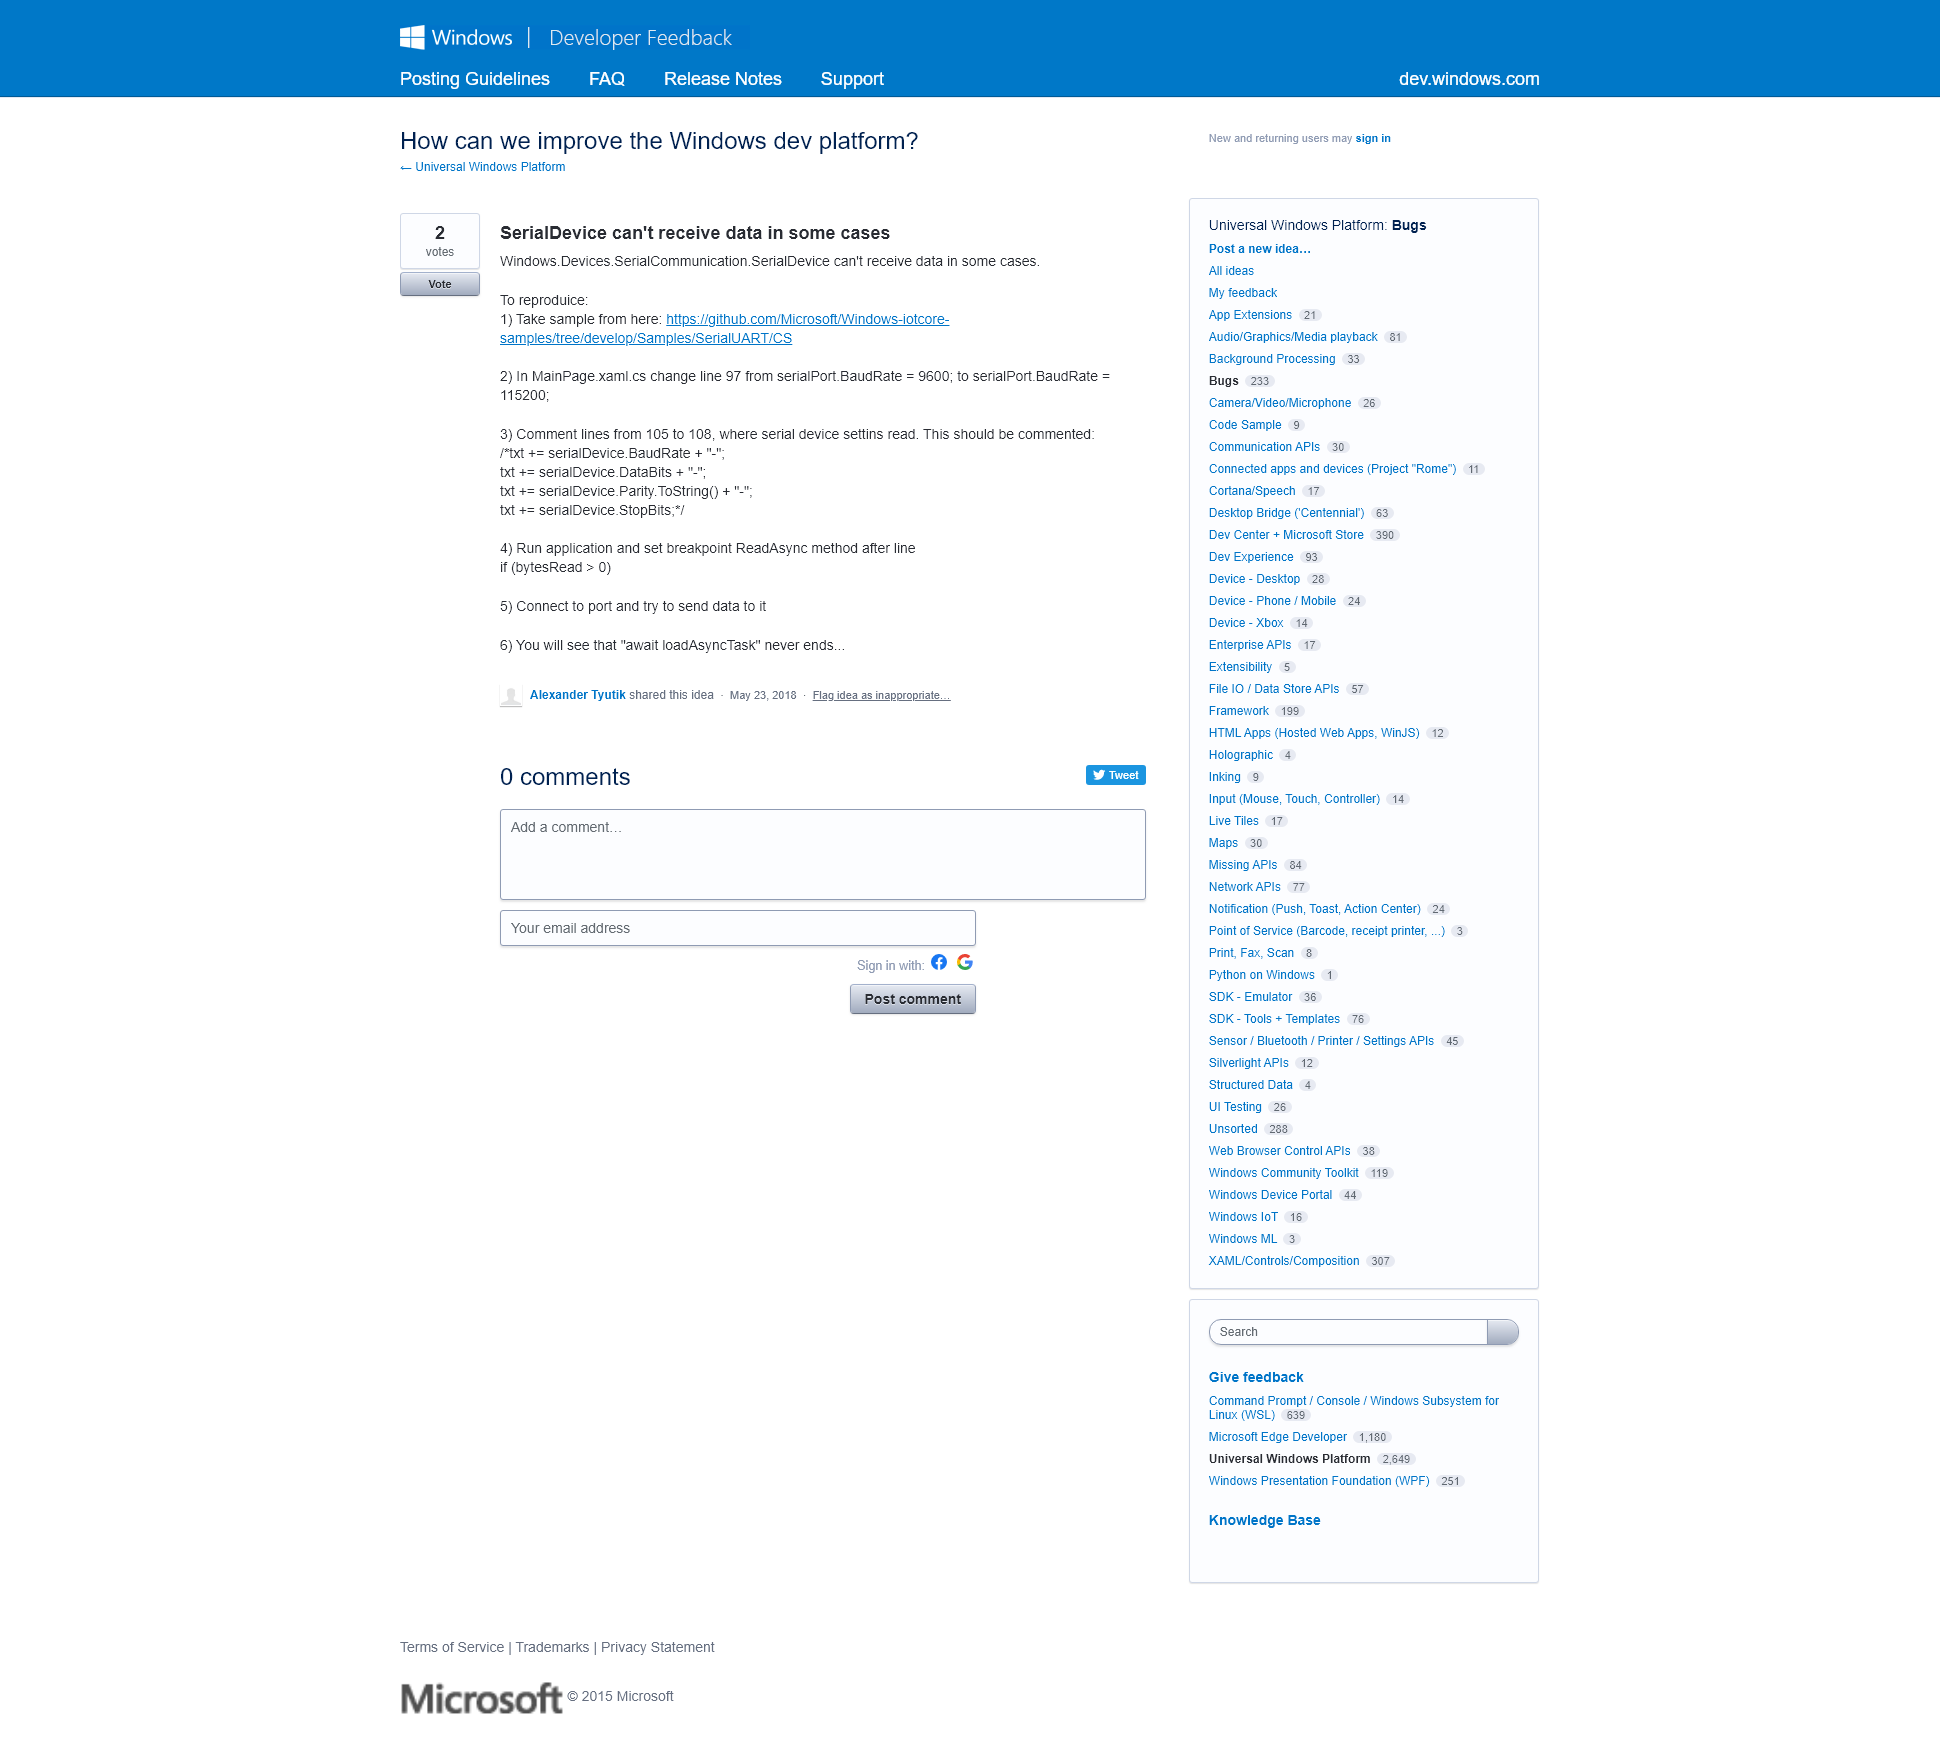 Windows | Developer Feedback
Posting Guidelines FAQ Release Notes Support dev.windows.com
How can we improve the Windows dev platform?
← Universal Windows Platform
New and returning users may sign in
2
votes
Vote
SerialDevice can't receive data in some cases
Windows.Devices.SerialCommunication.SerialDevice can't receive data in some cases.
To reproduice:
1) Take sample from here: https://github.com/Microsoft/Windows-iotcore-
samples/tree/develop/Samples/SerialUART/CS
2) In MainPage.xaml.cs change line 97 from serialPort.BaudRate = 9600; to serialPort.BaudRate =
115200;
3) Comment lines from 105 to 108, where serial device settins read. This should be commented:
/*txt += serialDevice.BaudRate + "-";
txt += serialDevice.DataBits + "-";
txt += serialDevice.Parity.ToString() + "-";
txt += serialDevice.StopBits;*/
4) Run application and set breakpoint ReadAsync method after line
if (bytesRead > 0)
5) Connect to port and try to send data to it
6) You will see that "await loadAsyncTask" never ends...
Alexander Tyutik shared this idea · May 23, 2018 · Flag idea as inappropriate…
0 comments
Tweet
Add a comment…
Your email address
Sign in with:
Post comment
Universal Windows Platform: Bugs
Post a new idea…
All ideas
My feedback
App Extensions 21
Audio/Graphics/Media playback 81
Background Processing 33
Bugs 233
Camera/Video/Microphone 26
Code Sample 9
Communication APIs 30
Connected apps and devices (Project "Rome") 11
Cortana/Speech 17
Desktop Bridge ('Centennial') 63
Dev Center + Microsoft Store 390
Dev Experience 93
Device - Desktop 28
Device - Phone / Mobile 24
Device - Xbox 14
Enterprise APIs 17
Extensibility 5
File IO / Data Store APIs 57
Framework 199
HTML Apps (Hosted Web Apps, WinJS) 12
Holographic 4
Inking 9
Input (Mouse, Touch, Controller) 14
Live Tiles 17
Maps 30
Missing APIs 84
Network APIs 77
Notification (Push, Toast, Action Center) 24
Point of Service (Barcode, receipt printer, ...) 3
Print, Fax, Scan 8
Python on Windows 1
SDK - Emulator 36
SDK - Tools + Templates 76
Sensor / Bluetooth / Printer / Settings APIs 45
Silverlight APIs 12
Structured Data 4
UI Testing 26
Unsorted 288
Web Browser Control APIs 38
Windows Community Toolkit 119
Windows Device Portal 44
Windows IoT 16
Windows ML 3
XAML/Controls/Composition 307
Search
Give feedback
Command Prompt / Console / Windows Subsystem for
Linux (WSL) 639
Microsoft Edge Developer 1,180
Universal Windows Platform 2,649
Windows Presentation Foundation (WPF) 251
Knowledge Base
Terms of Service | Trademarks | Privacy Statement
Microsoft © 2015 Microsoft